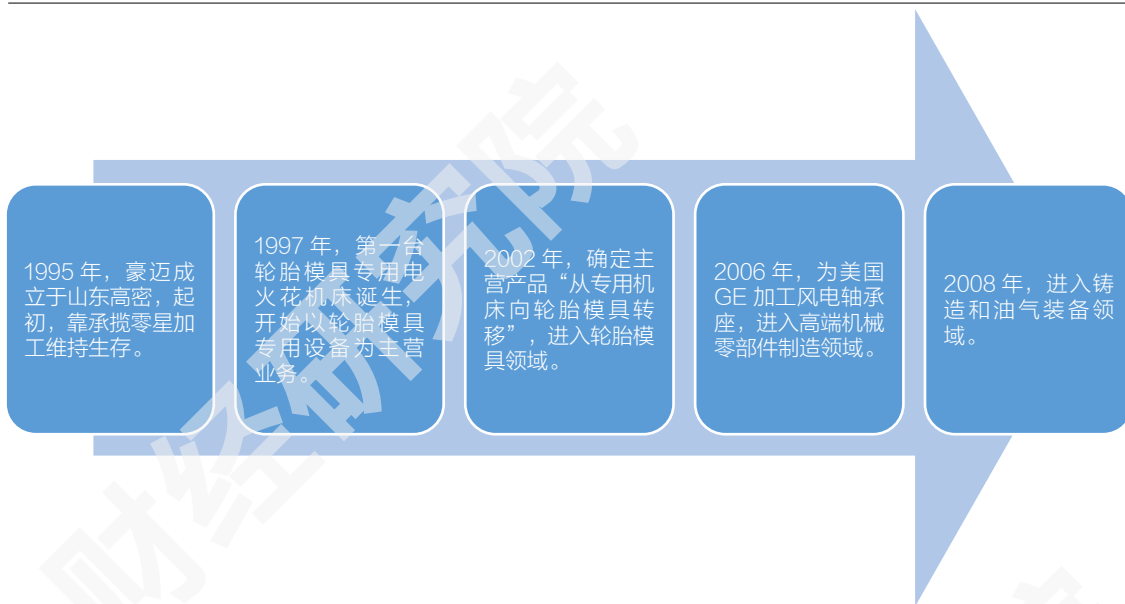 1995 年，豪迈成
立于山东高密，起
初，靠承揽零星加
工维持生存。
1997 年，第一台
轮胎模具专用电
火花机床诞生，
开始以轮胎模具
专用设备为主营
业务。
2002 年，确定主
营产品“从专用机
床向轮胎模具转
移”，进入轮胎模
具领域。
2006 年，为美国
GE 加工风电轴承
座，进入高端机械
零部件制造领域。
2008 年，进入铸
造和油气装备领
域。
财经研究院
院